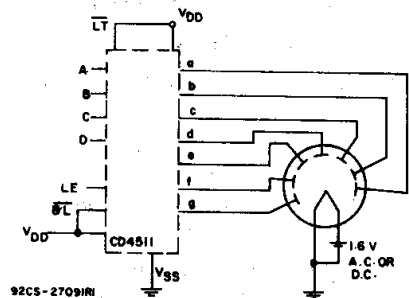 LT
VDD
A
B
C
D
LE
BL
VDD
CD4511
VSS
a
b
c
d
e
f
g
1.6 V
A.C. OR
D.C.
92CS-27091R1